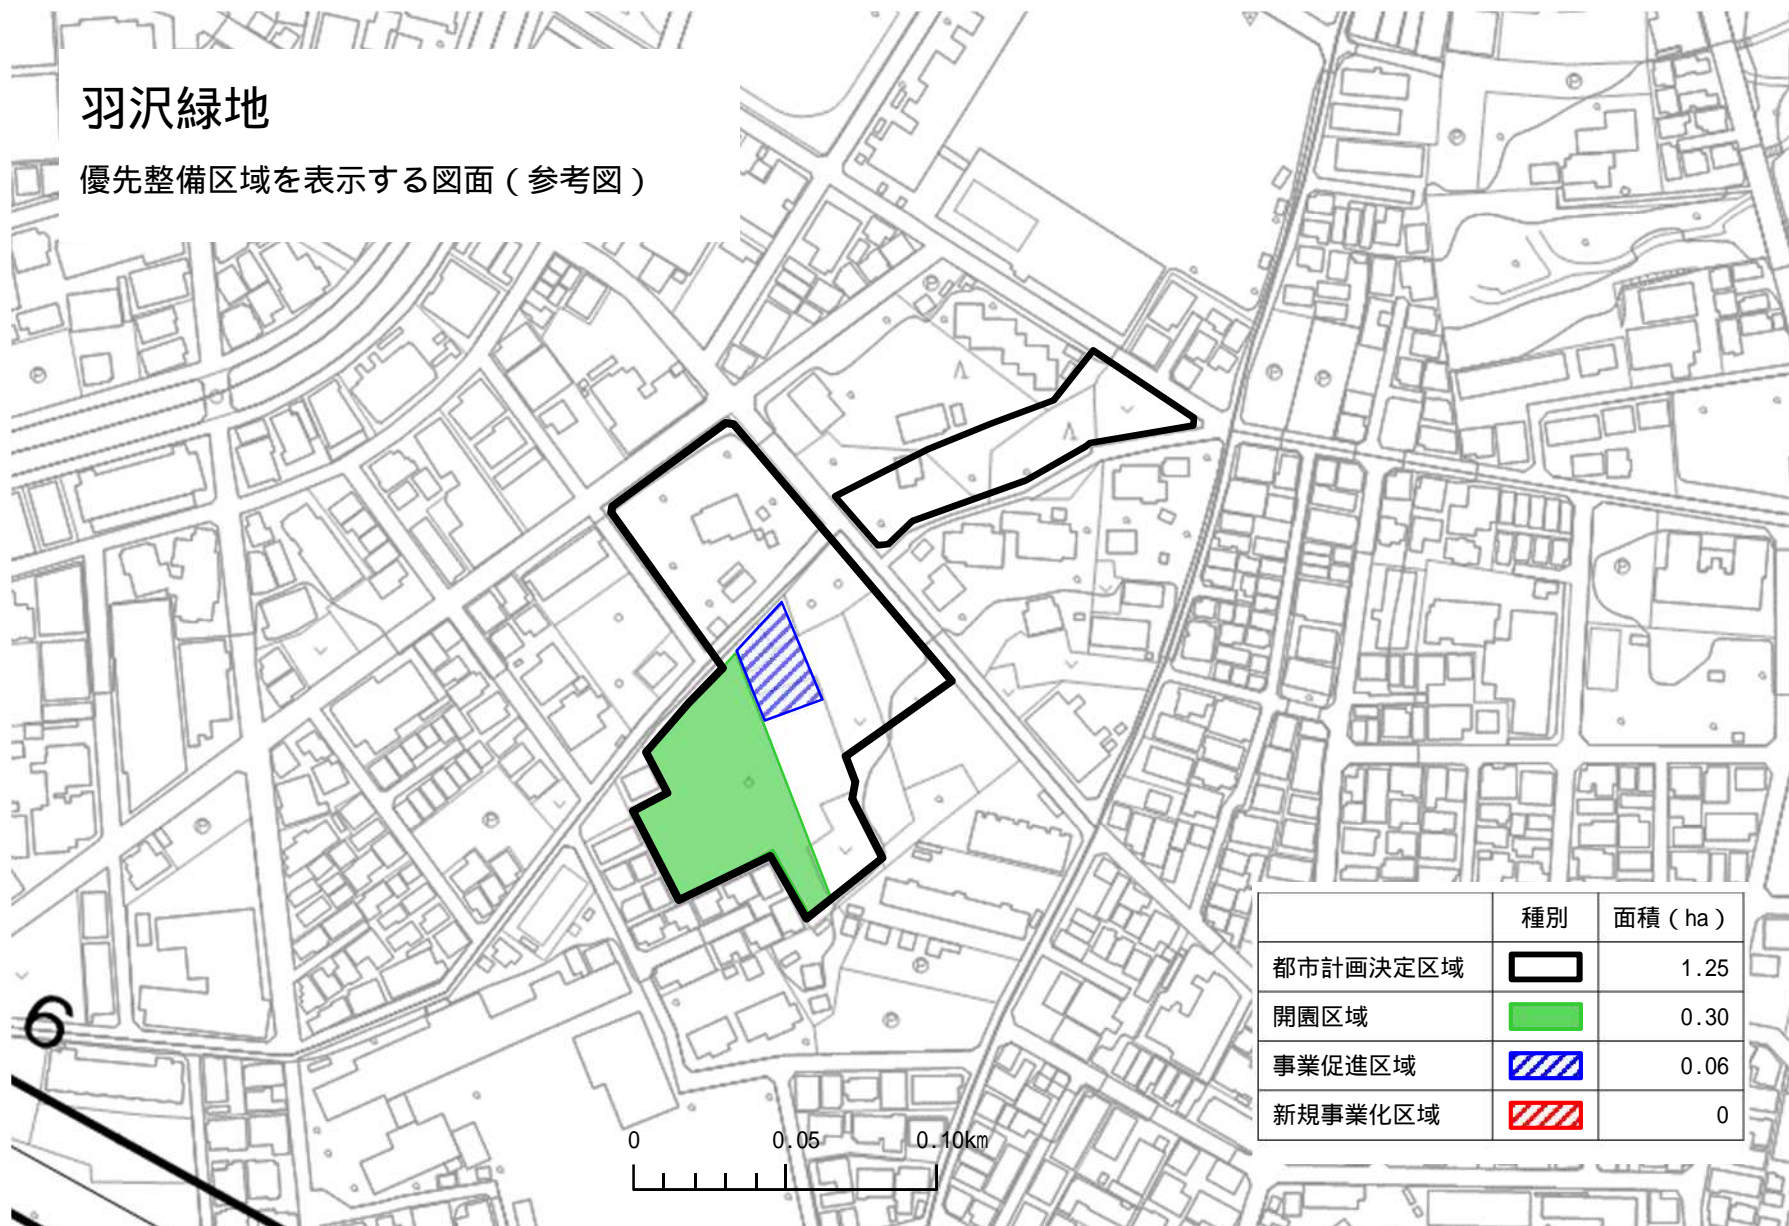 羽沢緑地
優先整備区域を表示する図面（参考図）
種別 面積（ha）
都市計画決定区域 1.25
開園区域 0.30
事業促進区域 0.06
新規事業化区域 0
6
0 0.05 0.10km